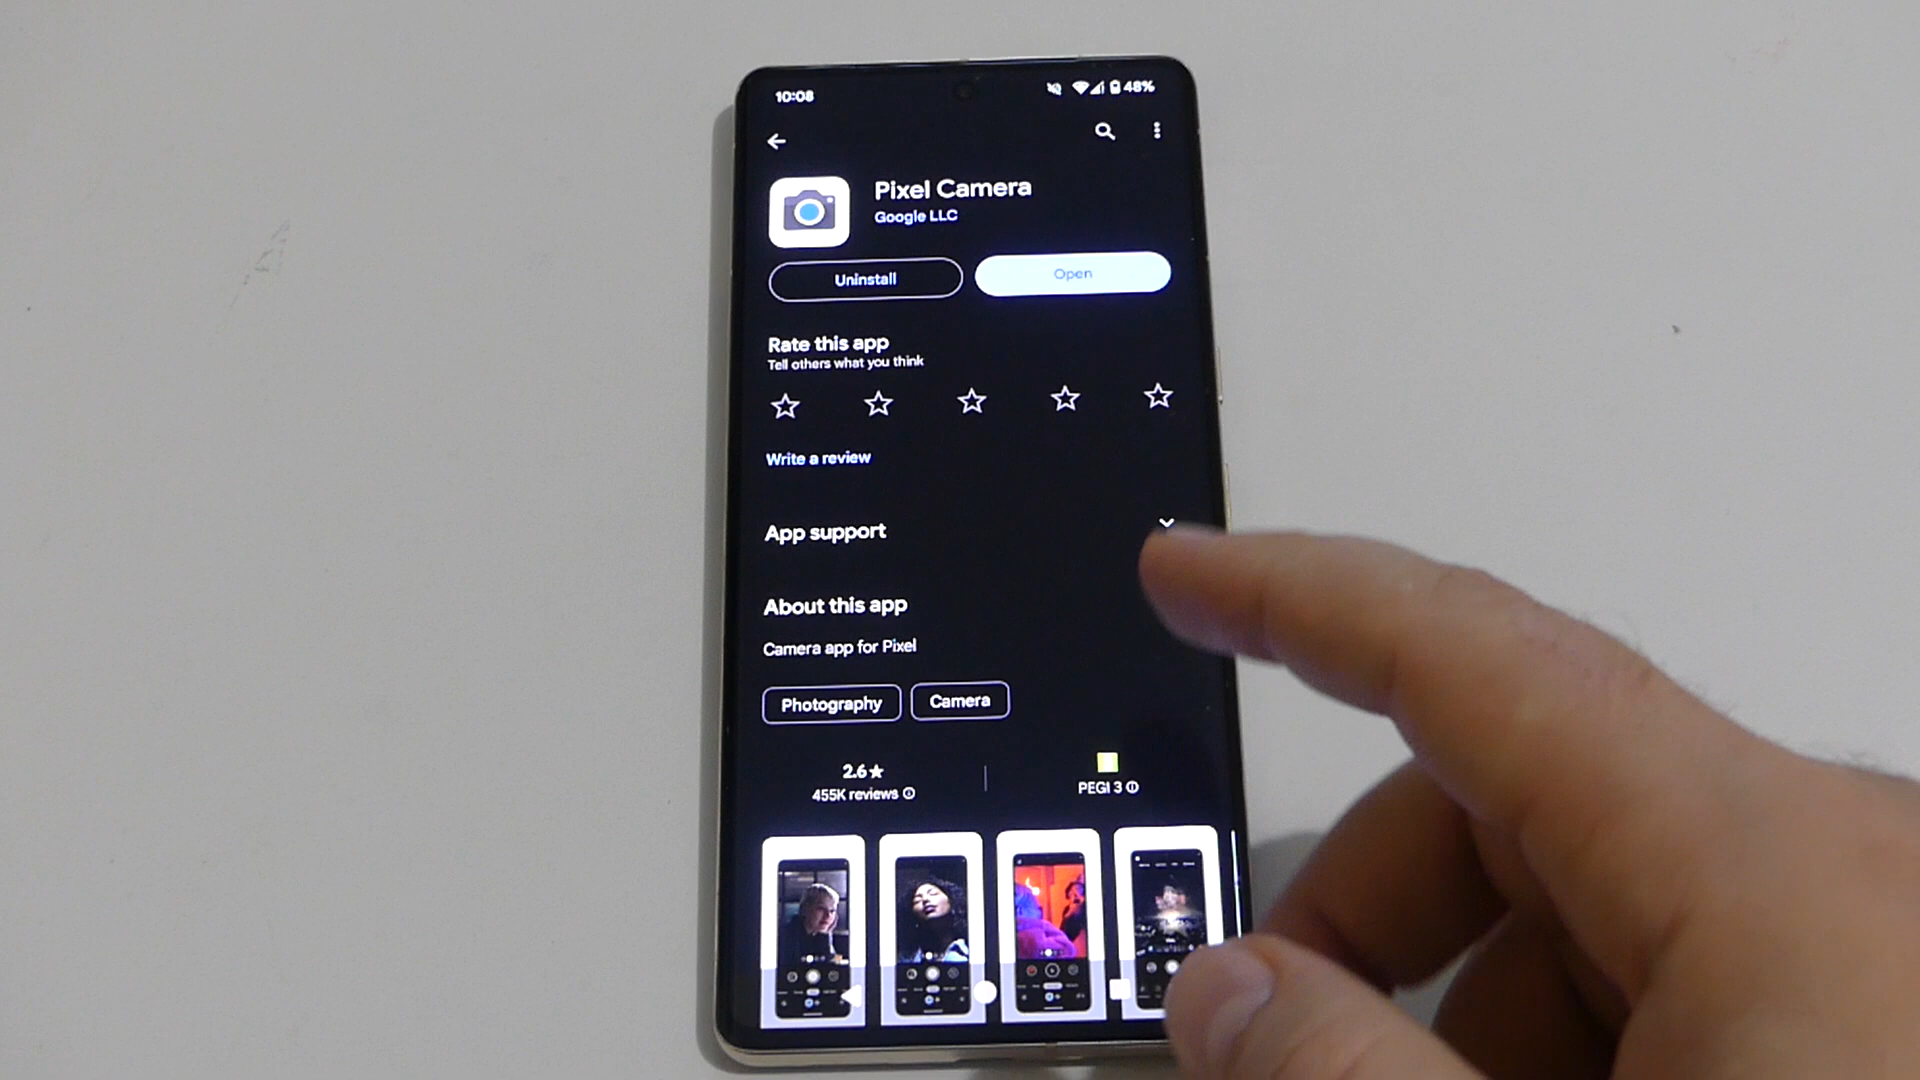 10:08
48%
Pixel Camera
Google LLC
Uninstall
Open
Rate this app
Tell others what you think
Write a review
App support
About this app
Camera app for Pixel
Photography
Camera
2.6★
455K reviews
PEGI 3